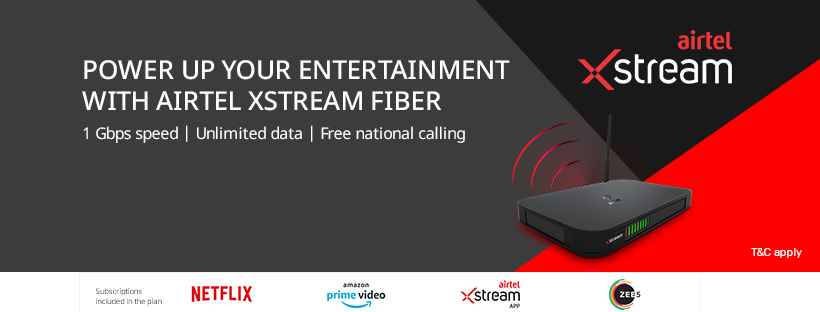 airtel
Xstream
POWER UP YOUR ENTERTAINMENT
WITH AIRTEL XSTREAM FIBER
1 Gbps speed | Unlimited data | Free national calling
T&C apply
Subscriptions
included in the plan
NETFLIX
amazon
prime video
airtel
Xstream
APP
ZEE5